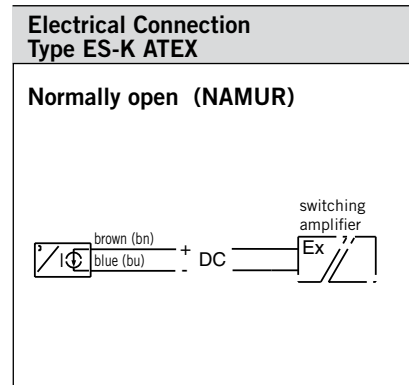 Electrical Connection
Type ES-K ATEX
Normally open (NAMUR)
switching
amplifier
brown (bn)
+
Ex
I
blue (bu)
-
DC